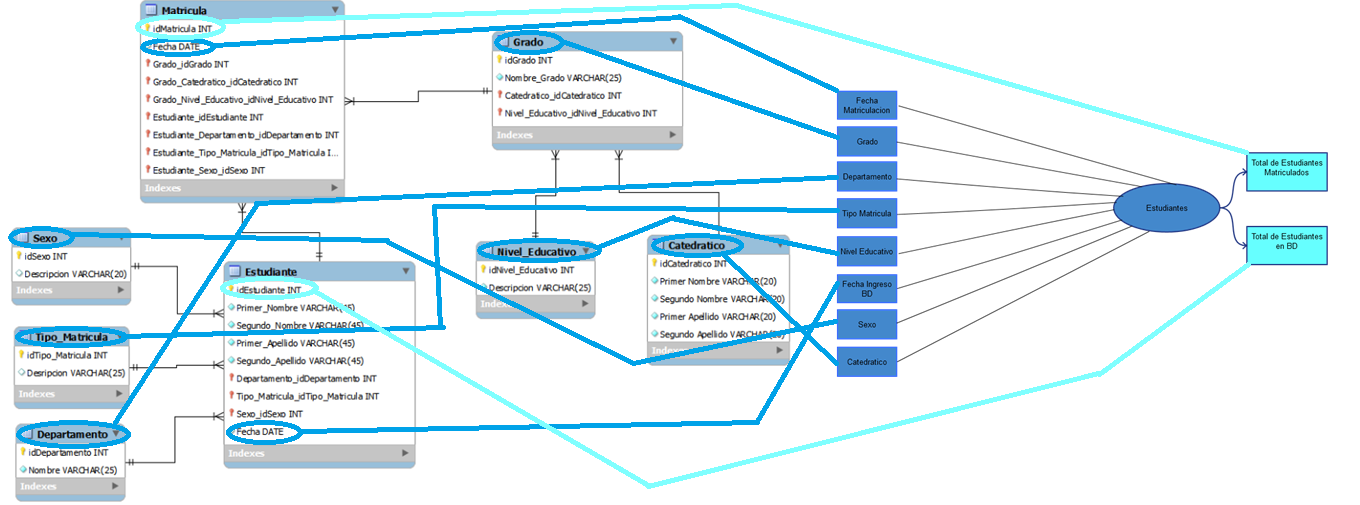 Matricula
idMatricula INT
Fecha DATE
Grado_idGrado INT
Grado_Catedratico_idCatedratico INT
Grado_Nivel_Educativo_idNivel_Educativo INT
Estudiante_idEstudiante INT
Estudiante_Departamento_idDepartamento INT
Estudiante_Tipo_Matricula_idTipo_Matricula I...
Estudiante_Sexo_idSexo INT
Indexes
Grado
idGrado INT
Nombre_Grado VARCHAR(25)
Catedratico_idCatedratico INT
Nivel_Educativo_idNivel_Educativo INT
Indexes
Sexo
idSexo INT
Descripcion VARCHAR(20)
Indexes
Tipo_Matricula
idTipo_Matricula INT
Desripcion VARCHAR(25)
Indexes
Departamento
idDepartamento INT
Nombre VARCHAR(25)
Indexes
Estudiante
idEstudiante INT
Primer_Nombre VARCHAR(45)
Segundo_Nombre VARCHAR(45)
Primer_Apellido VARCHAR(45)
Segundo_Apellido VARCHAR(45)
Departamento_idDepartamento INT
Tipo_Matricula_idTipo_Matricula INT
Sexo_idSexo INT
Fecha DATE
Indexes
Nivel_Educativo
idNivel_Educativo INT
Descripcion VARCHAR(25)
Indexes
Catedratico
idCatedratico INT
Primer Nombre VARCHAR(20)
Segundo Nombre VARCHAR(20)
Primer Apellido VARCHAR(20)
Segundo Apellido VARCHAR(20)
Indexes
Fecha
Matriculacion
Grado
Departamento
Tipo Matricula
Nivel Educativo
Fecha Ingreso
BD
Sexo
Catedratico
Estudiantes
Total de Estudiantes
Matriculados
Total de Estudiantes
en BD